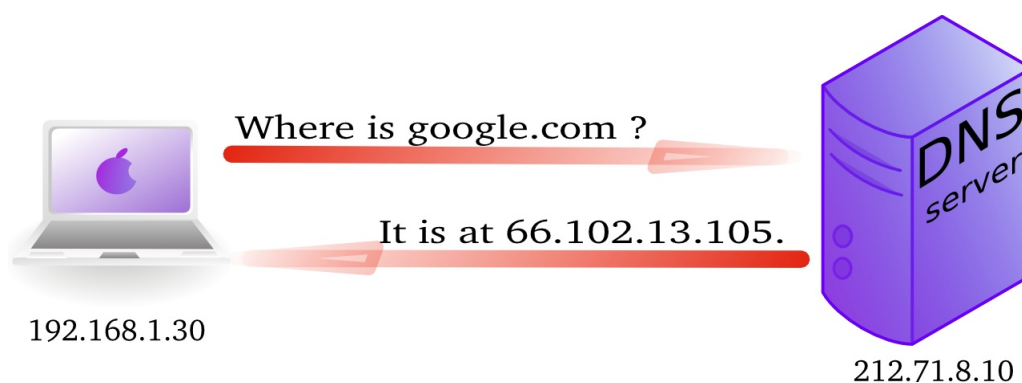 Where is google.com ?
It is at 66.102.13.105.
DNS
server
192.168.1.30
212.71.8.10